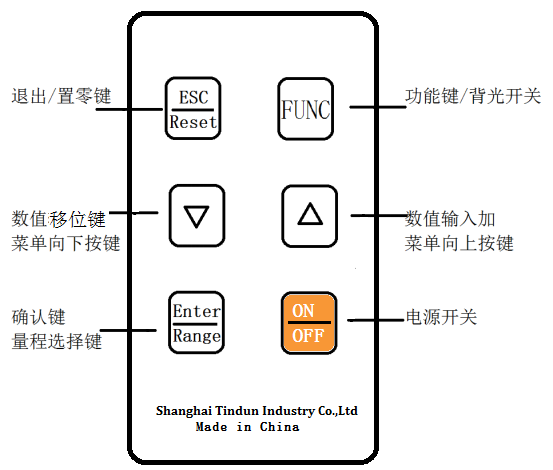 退出/置零键
ESC
Reset
FUNC
功能键/背光开关
数值移位键
菜单向下按键
数值输入加
菜单向上按键
确认键
量程选择键
Enter
Range
ON
OFF
电源开关
Shanghai Tindun Industry Co.,Ltd
Made in China